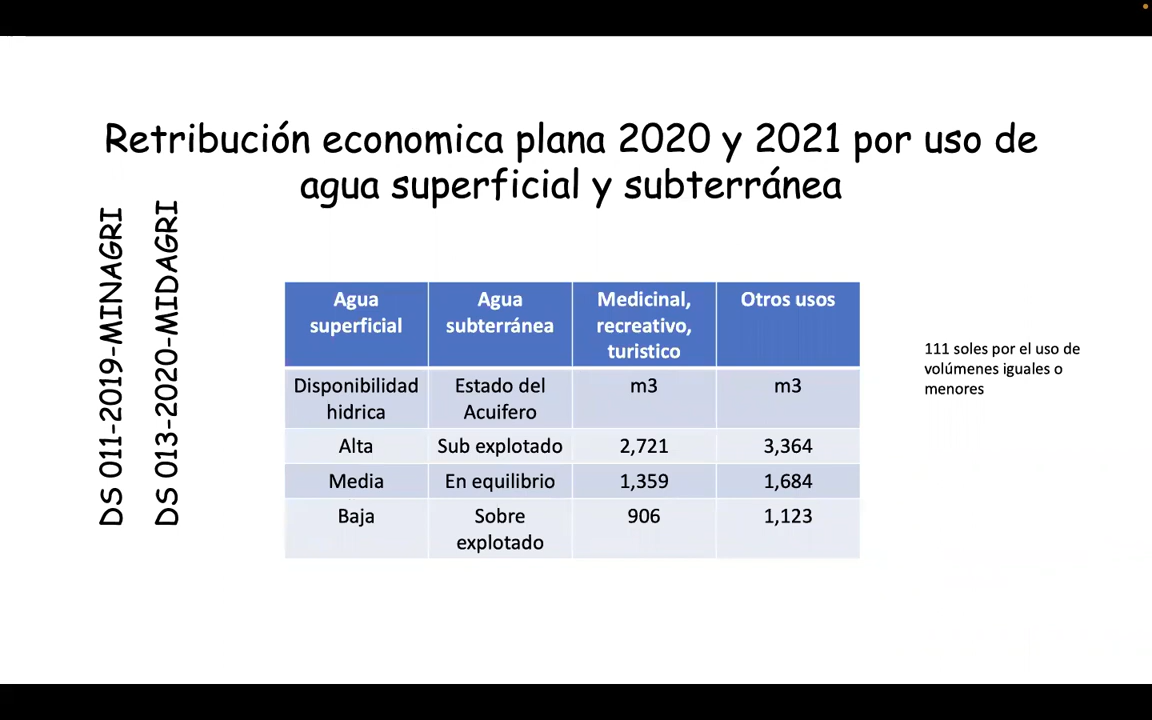 Retribución economica plana 2020 y 2021 por uso de
agua superficial y subterránea
DS 011-2019-MINAGRI
DS 013-2020-MIDAGRI
Agua superficial | Agua subterránea | Medicinal, recreativo, turistico | Otros usos
Disponibilidad hidrica | Estado del Acuifero | m3 | m3
Alta | Sub explotado | 2,721 | 3,364
Media | En equilibrio | 1,359 | 1,684
Baja | Sobre explotado | 906 | 1,123
111 soles por el uso de
volúmenes iguales o
menores